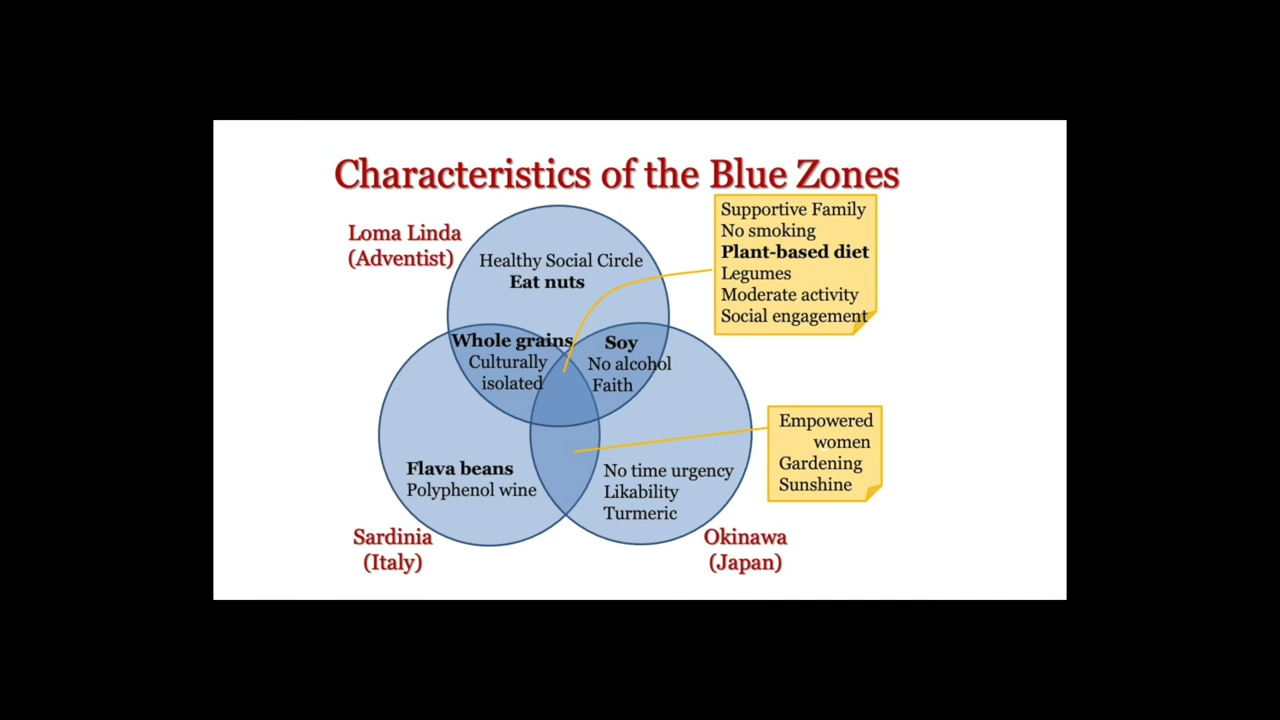 Characteristics of the Blue Zones
Loma Linda
(Adventist)
Healthy Social Circle
Eat nuts
Supportive Family
No smoking
Plant-based diet
Legumes
Moderate activity
Social engagement
Whole grains
Culturally
isolated
Soy
No alcohol
Faith
Empowered
women
Gardening
Sunshine
Flava beans
Polyphenol wine
No time urgency
Likability
Turmeric
Sardinia
(Italy)
Okinawa
(Japan)